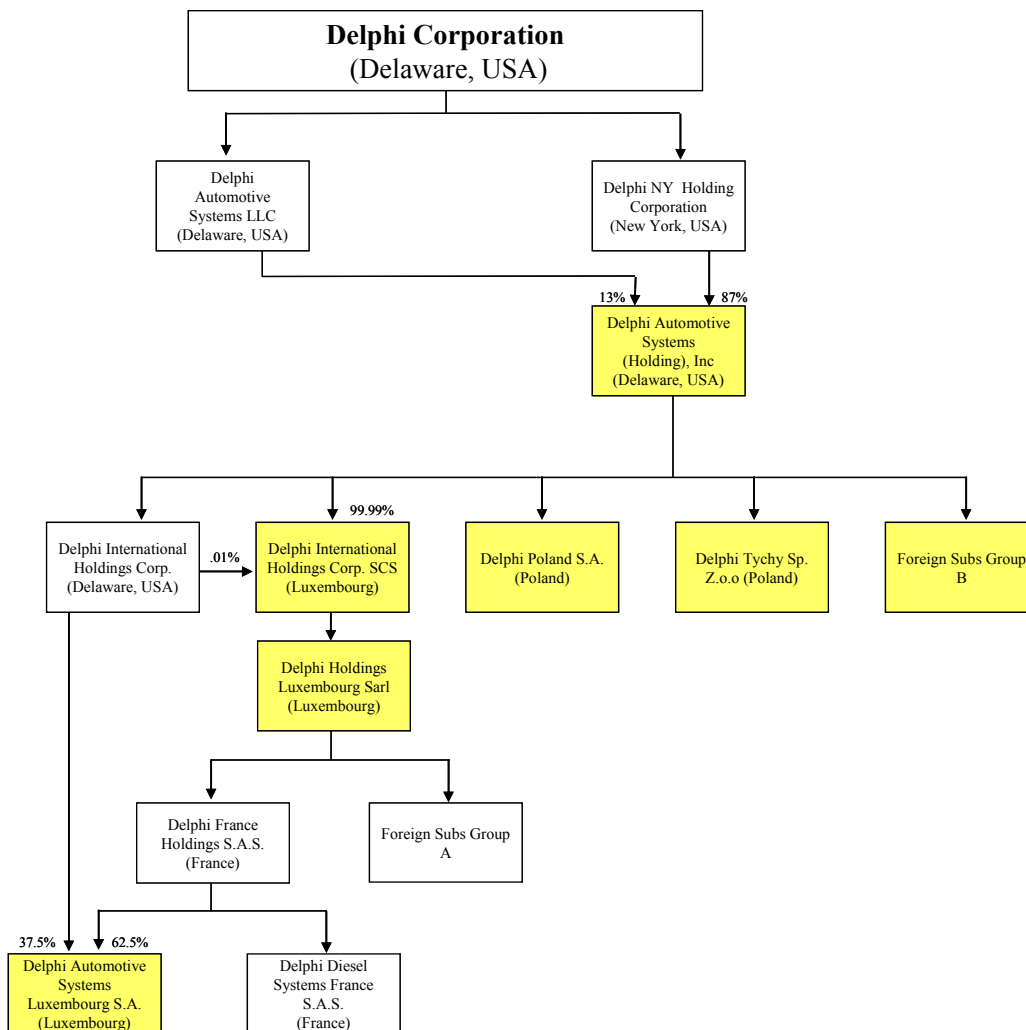 Delphi Corporation
(Delaware, USA)
Delphi
Automotive
Systems LLC
(Delaware, USA)
Delphi NY Holding
Corporation
(New York, USA)
13%
87%
Delphi Automotive
Systems
(Holding), Inc
(Delaware, USA)
99.99%
Delphi International
Holdings Corp.
(Delaware, USA)
.01%
Delphi International
Holdings Corp. SCS
(Luxembourg)
Delphi Poland S.A.
(Poland)
Delphi Tychy Sp.
Z.o.o (Poland)
Foreign Subs Group
B
Delphi Holdings
Luxembourg Sarl
(Luxembourg)
Delphi France
Holdings S.A.S.
(France)
Foreign Subs Group
A
37.5%
62.5%
Delphi Automotive
Systems
Luxembourg S.A.
(Luxembourg)
Delphi Diesel
Systems France
S.A.S.
(France)